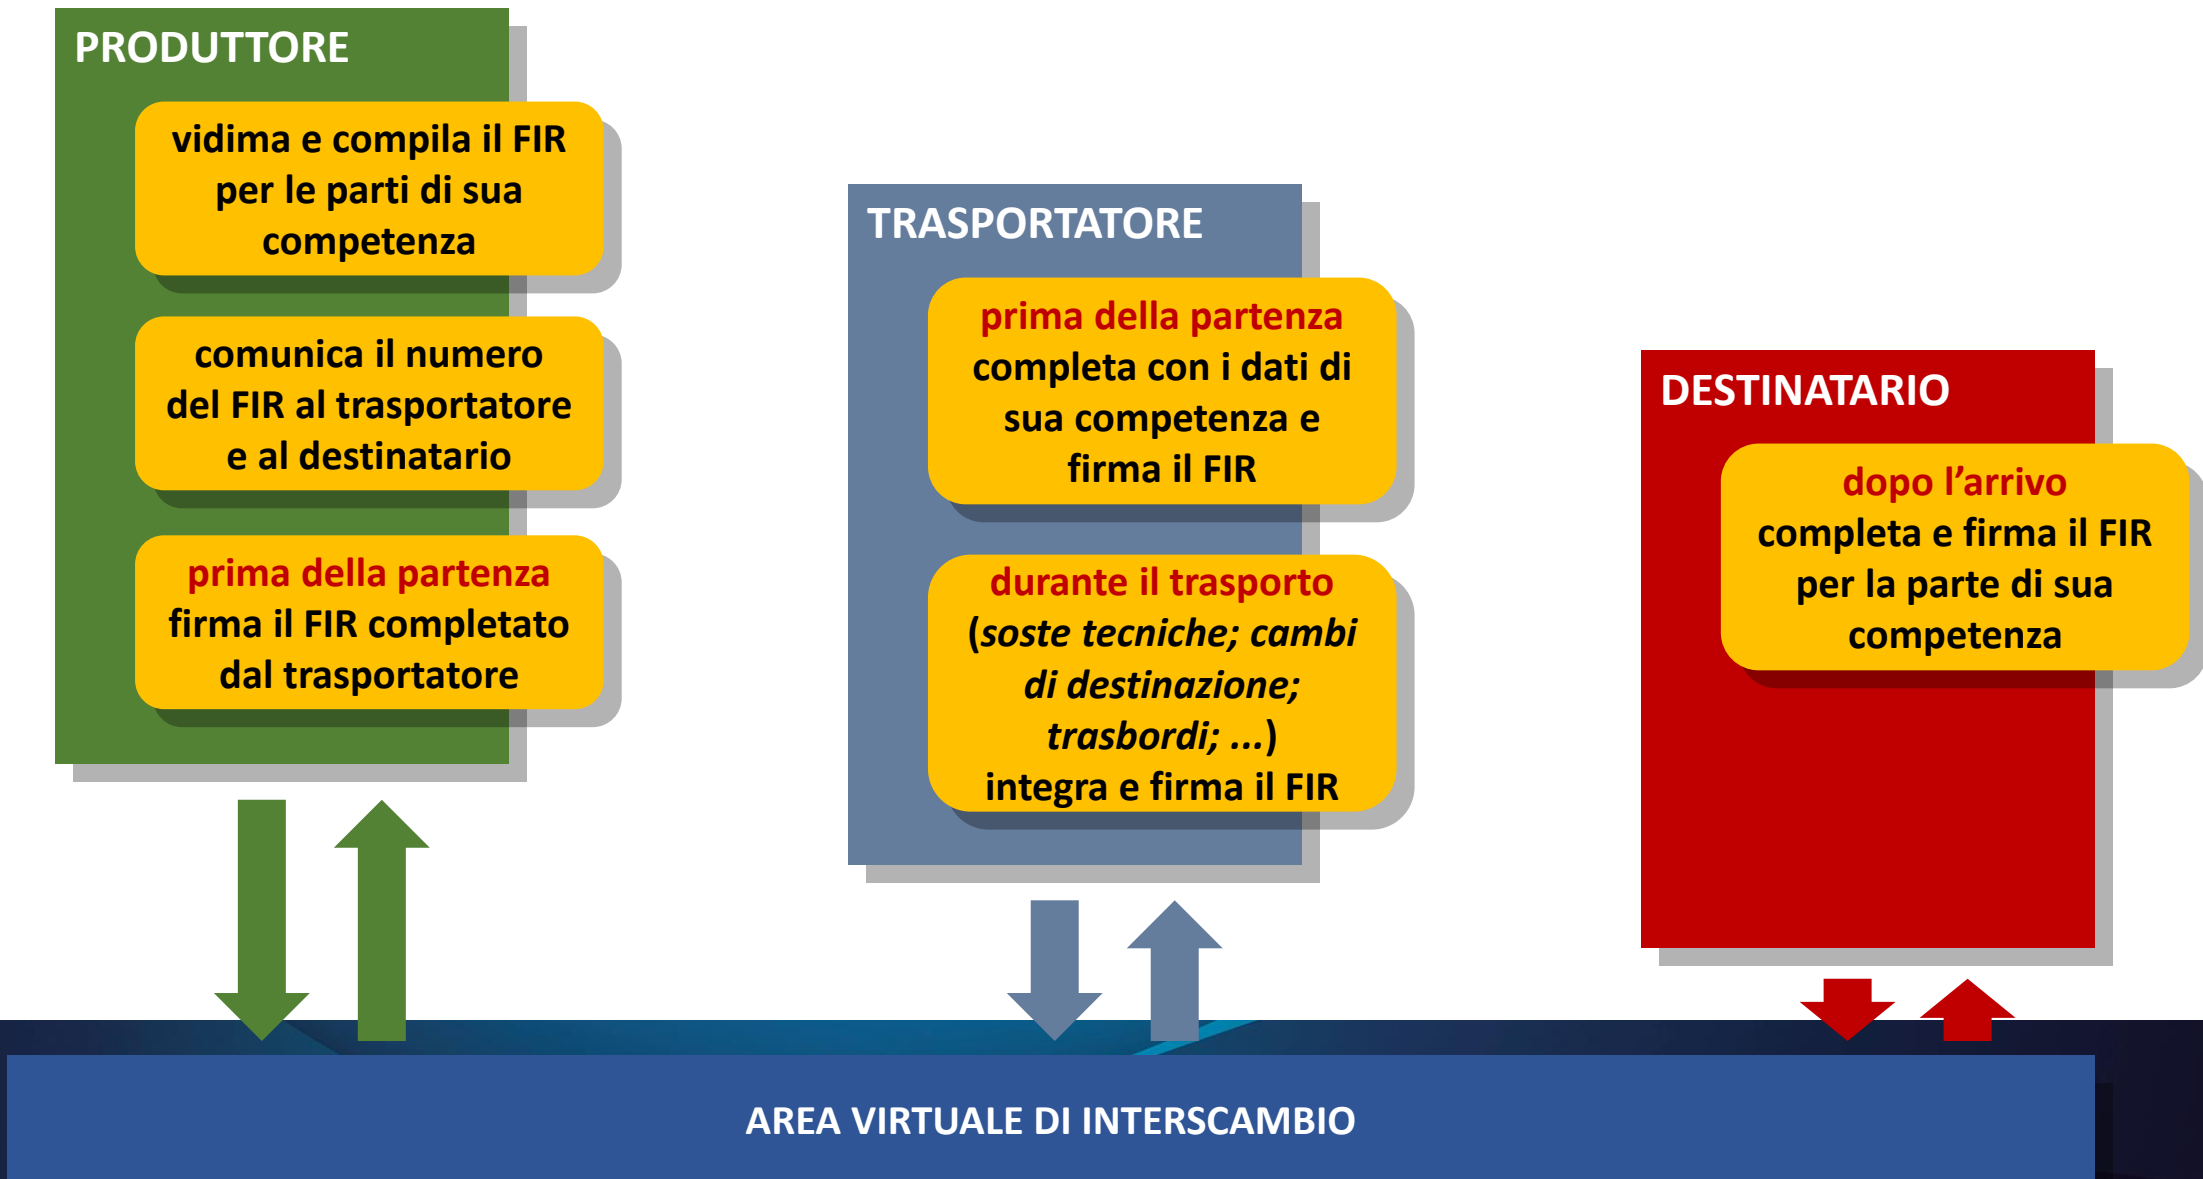 PRODUTTORE
vidima e compila il FIR
per le parti di sua
competenza
comunica il numero
del FIR al trasportatore
e al destinatario
prima della partenza
firma il FIR completato
dal trasportatore
TRASPORTATORE
prima della partenza
completa con i dati di
sua competenza e
firma il FIR
durante il trasporto
(soste tecniche; cambi
di destinazione;
trasbordi; ...)
integra e firma il FIR
DESTINATARIO
dopo l’arrivo
completa e firma il FIR
per la parte di sua
competenza
AREA VIRTUALE DI INTERSCAMBIO